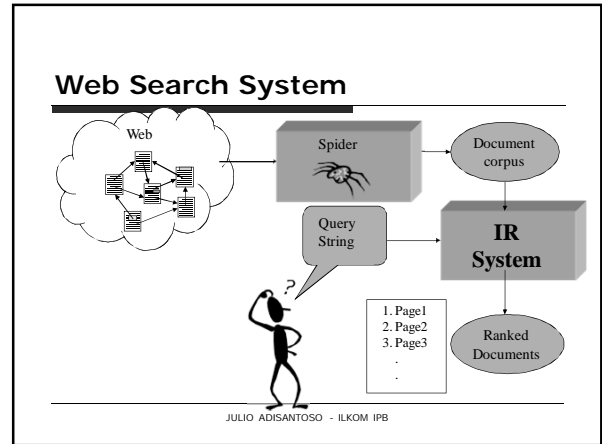 Web Search System
Web
Spider
Document
corpus
Query
String
IR
System
?
1. Page1
2. Page2
3. Page3
.
.
Ranked
Documents
JULIO ADISANTOSO - ILKOM IPB